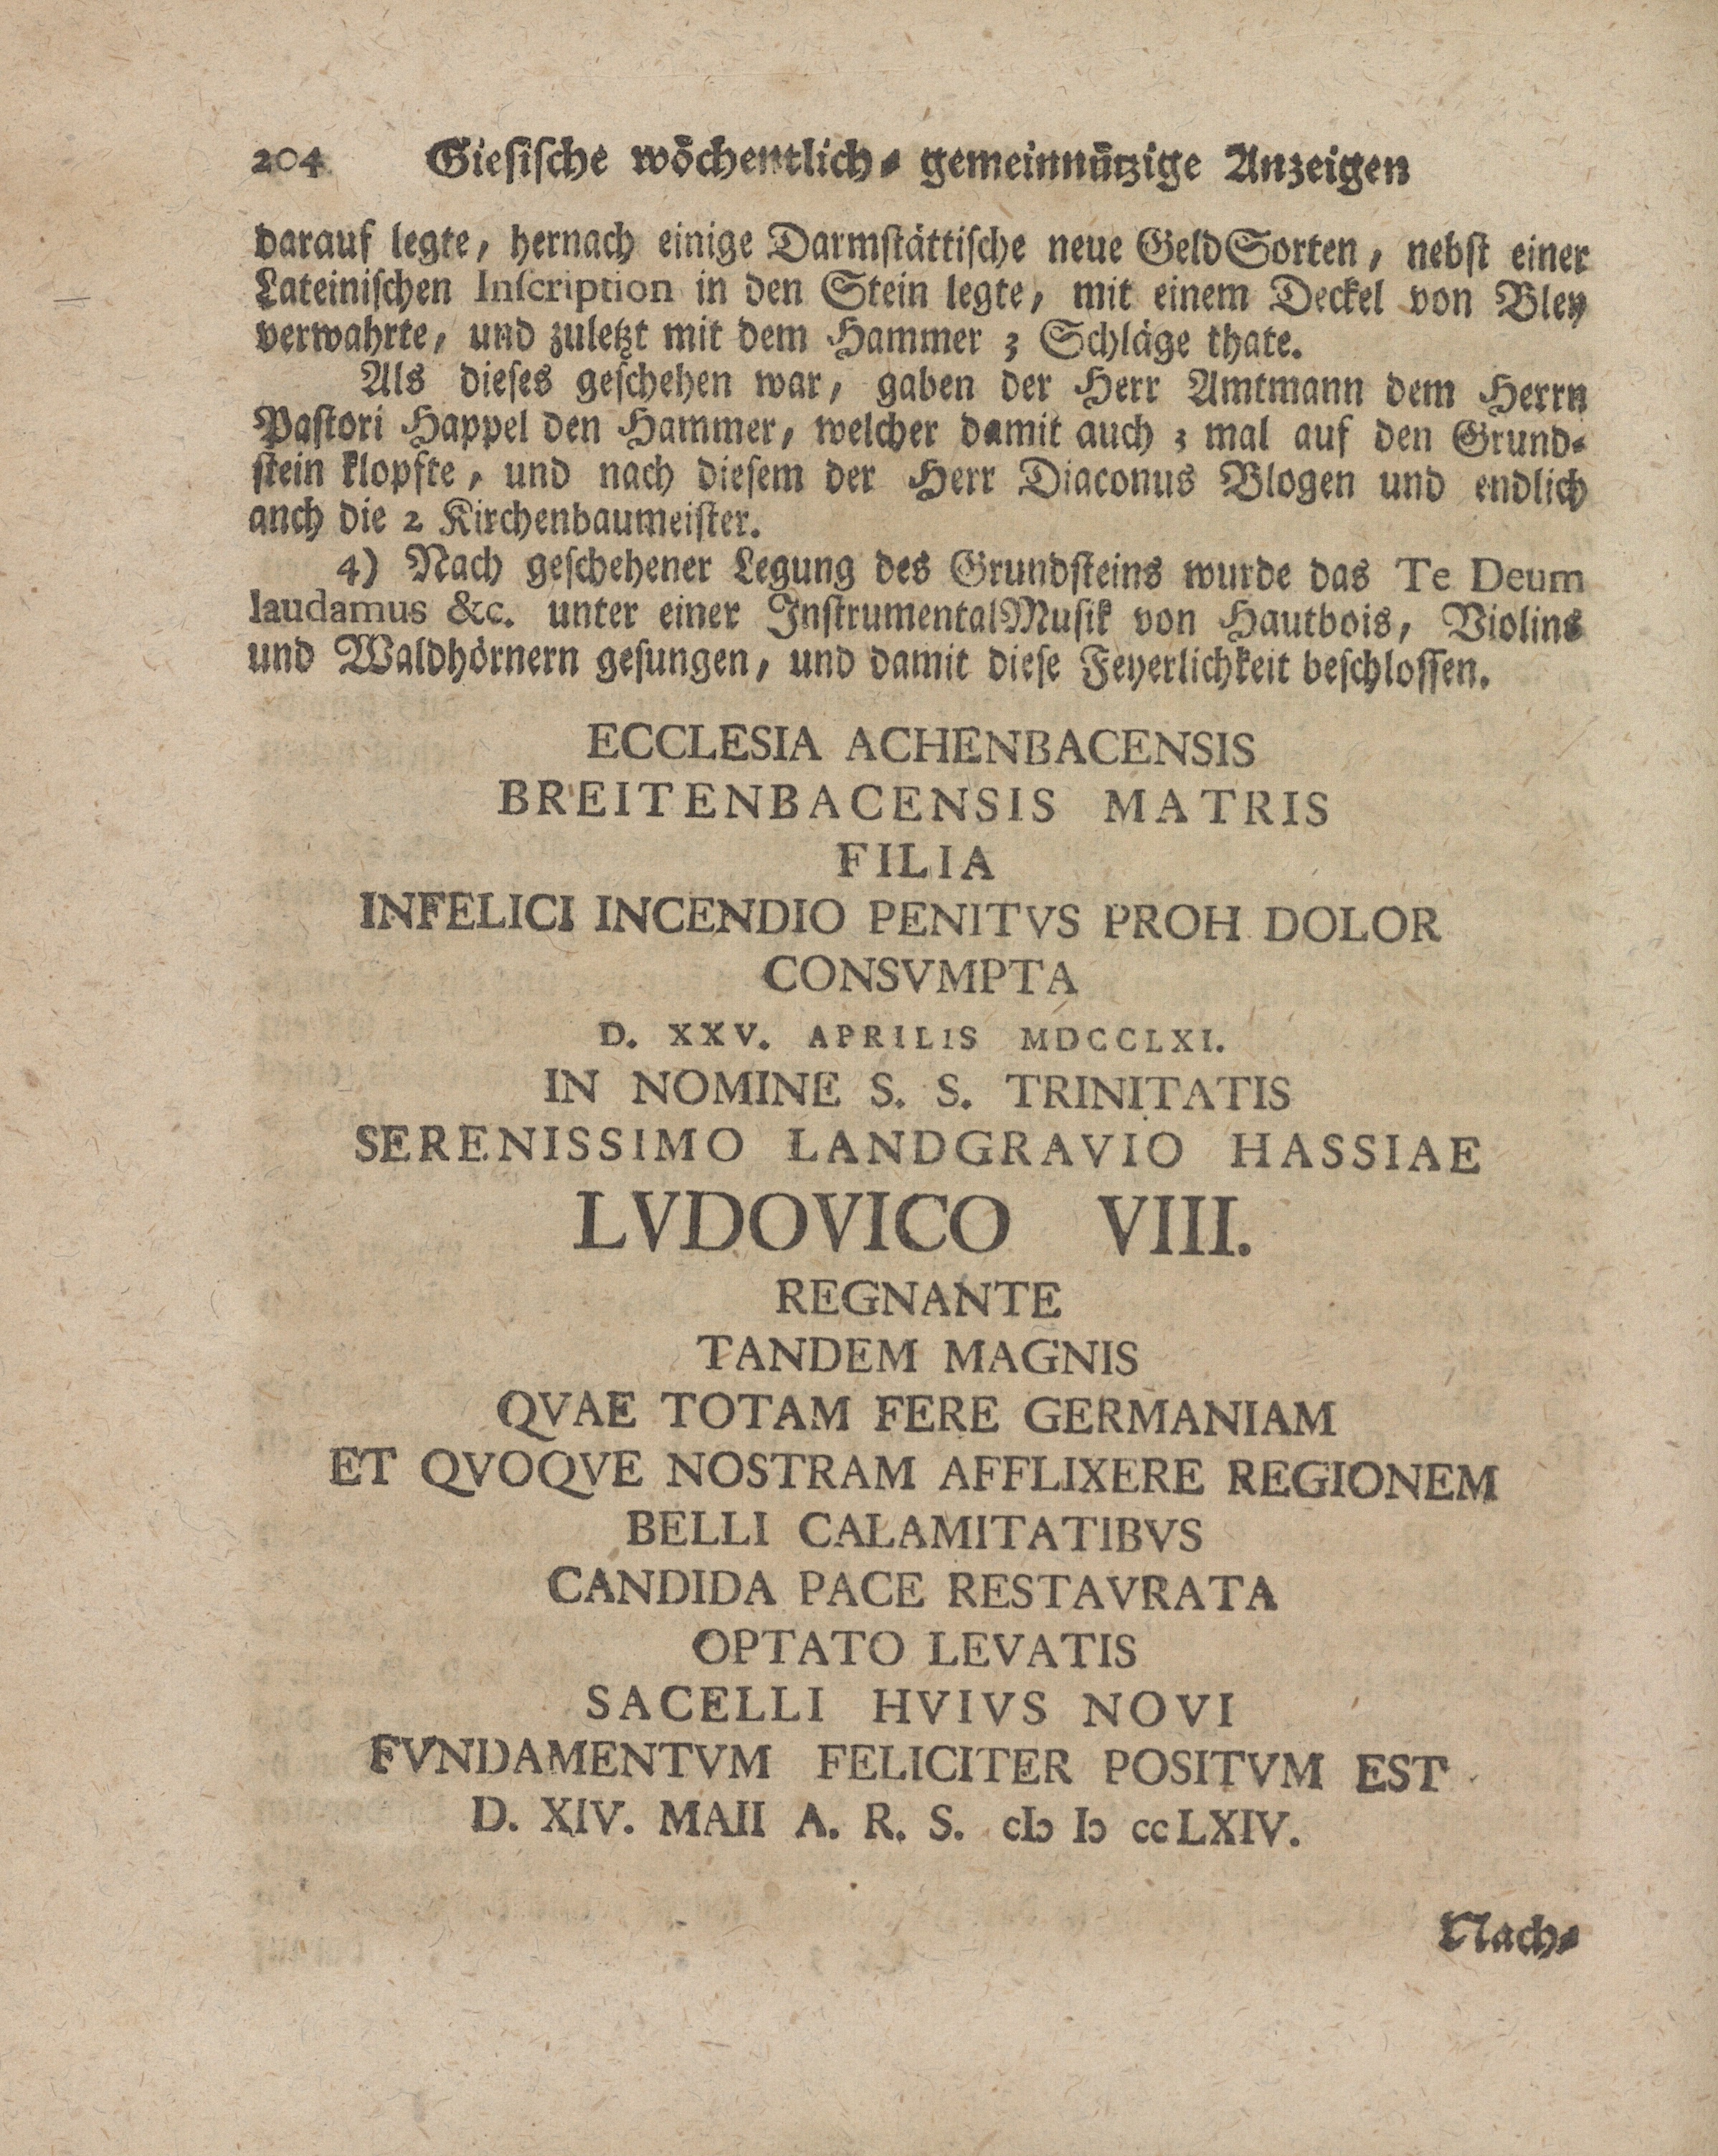 204 Giesische wöchentlich-gemeinnützige Anzeigen
darauf legte, hernach einige Darmstättische neue GeldSorten, nebst einer
Lateinischen Inscription in den Stein legte, mit einem Deckel von Bley
verwahrte, und zuletzt mit dem Hammer 3 Schläge thate.
Als dieses geschehen war, gaben der Herr Amtmann dem Herrn
Pastori Happel den Hammer, welcher damit auch 3 mal auf den Grund-
stein klopfte, und nach diesem der Herr Diaconus Blogen und endlich
anch die 2 Kirchenbaumeister.
4) Nach geschehener Legung des Grundsteins wurde das Te Deum
laudamus &c. unter einer InstrumentalMusik von Hautbois, Violins
und Waldhörnern gesungen, und damit diese Feyerlichkeit beschlossen.
ECCLESIA ACHENBACENSIS
BREITENBACENSIS MATRIS
FILIA
INFELICI INCENDIO PENITVS PROH DOLOR
CONSVMPTA
D. XXV. APRILIS MDCCLXI.
IN NOMINE S. S. TRINITATIS
SERENISSIMO LANDGRAVIO HASSIAE
LVDOVICO VIII.
REGNANTE
TANDEM MAGNIS
QVAE TOTAM FERE GERMANIAM
ET QVOQVE NOSTRAM AFFLIXERE REGIONEM
BELLI CALAMITATIBVS
CANDIDA PACE RESTAVRATA
OPTATO LEVATIS
SACELLI HVIVS NOVI
FVNDAMENTVM FELICITER POSITVM EST
D. XIV. MAII A. R. S. cIɔ Iɔ ccLXIV.
Nach-